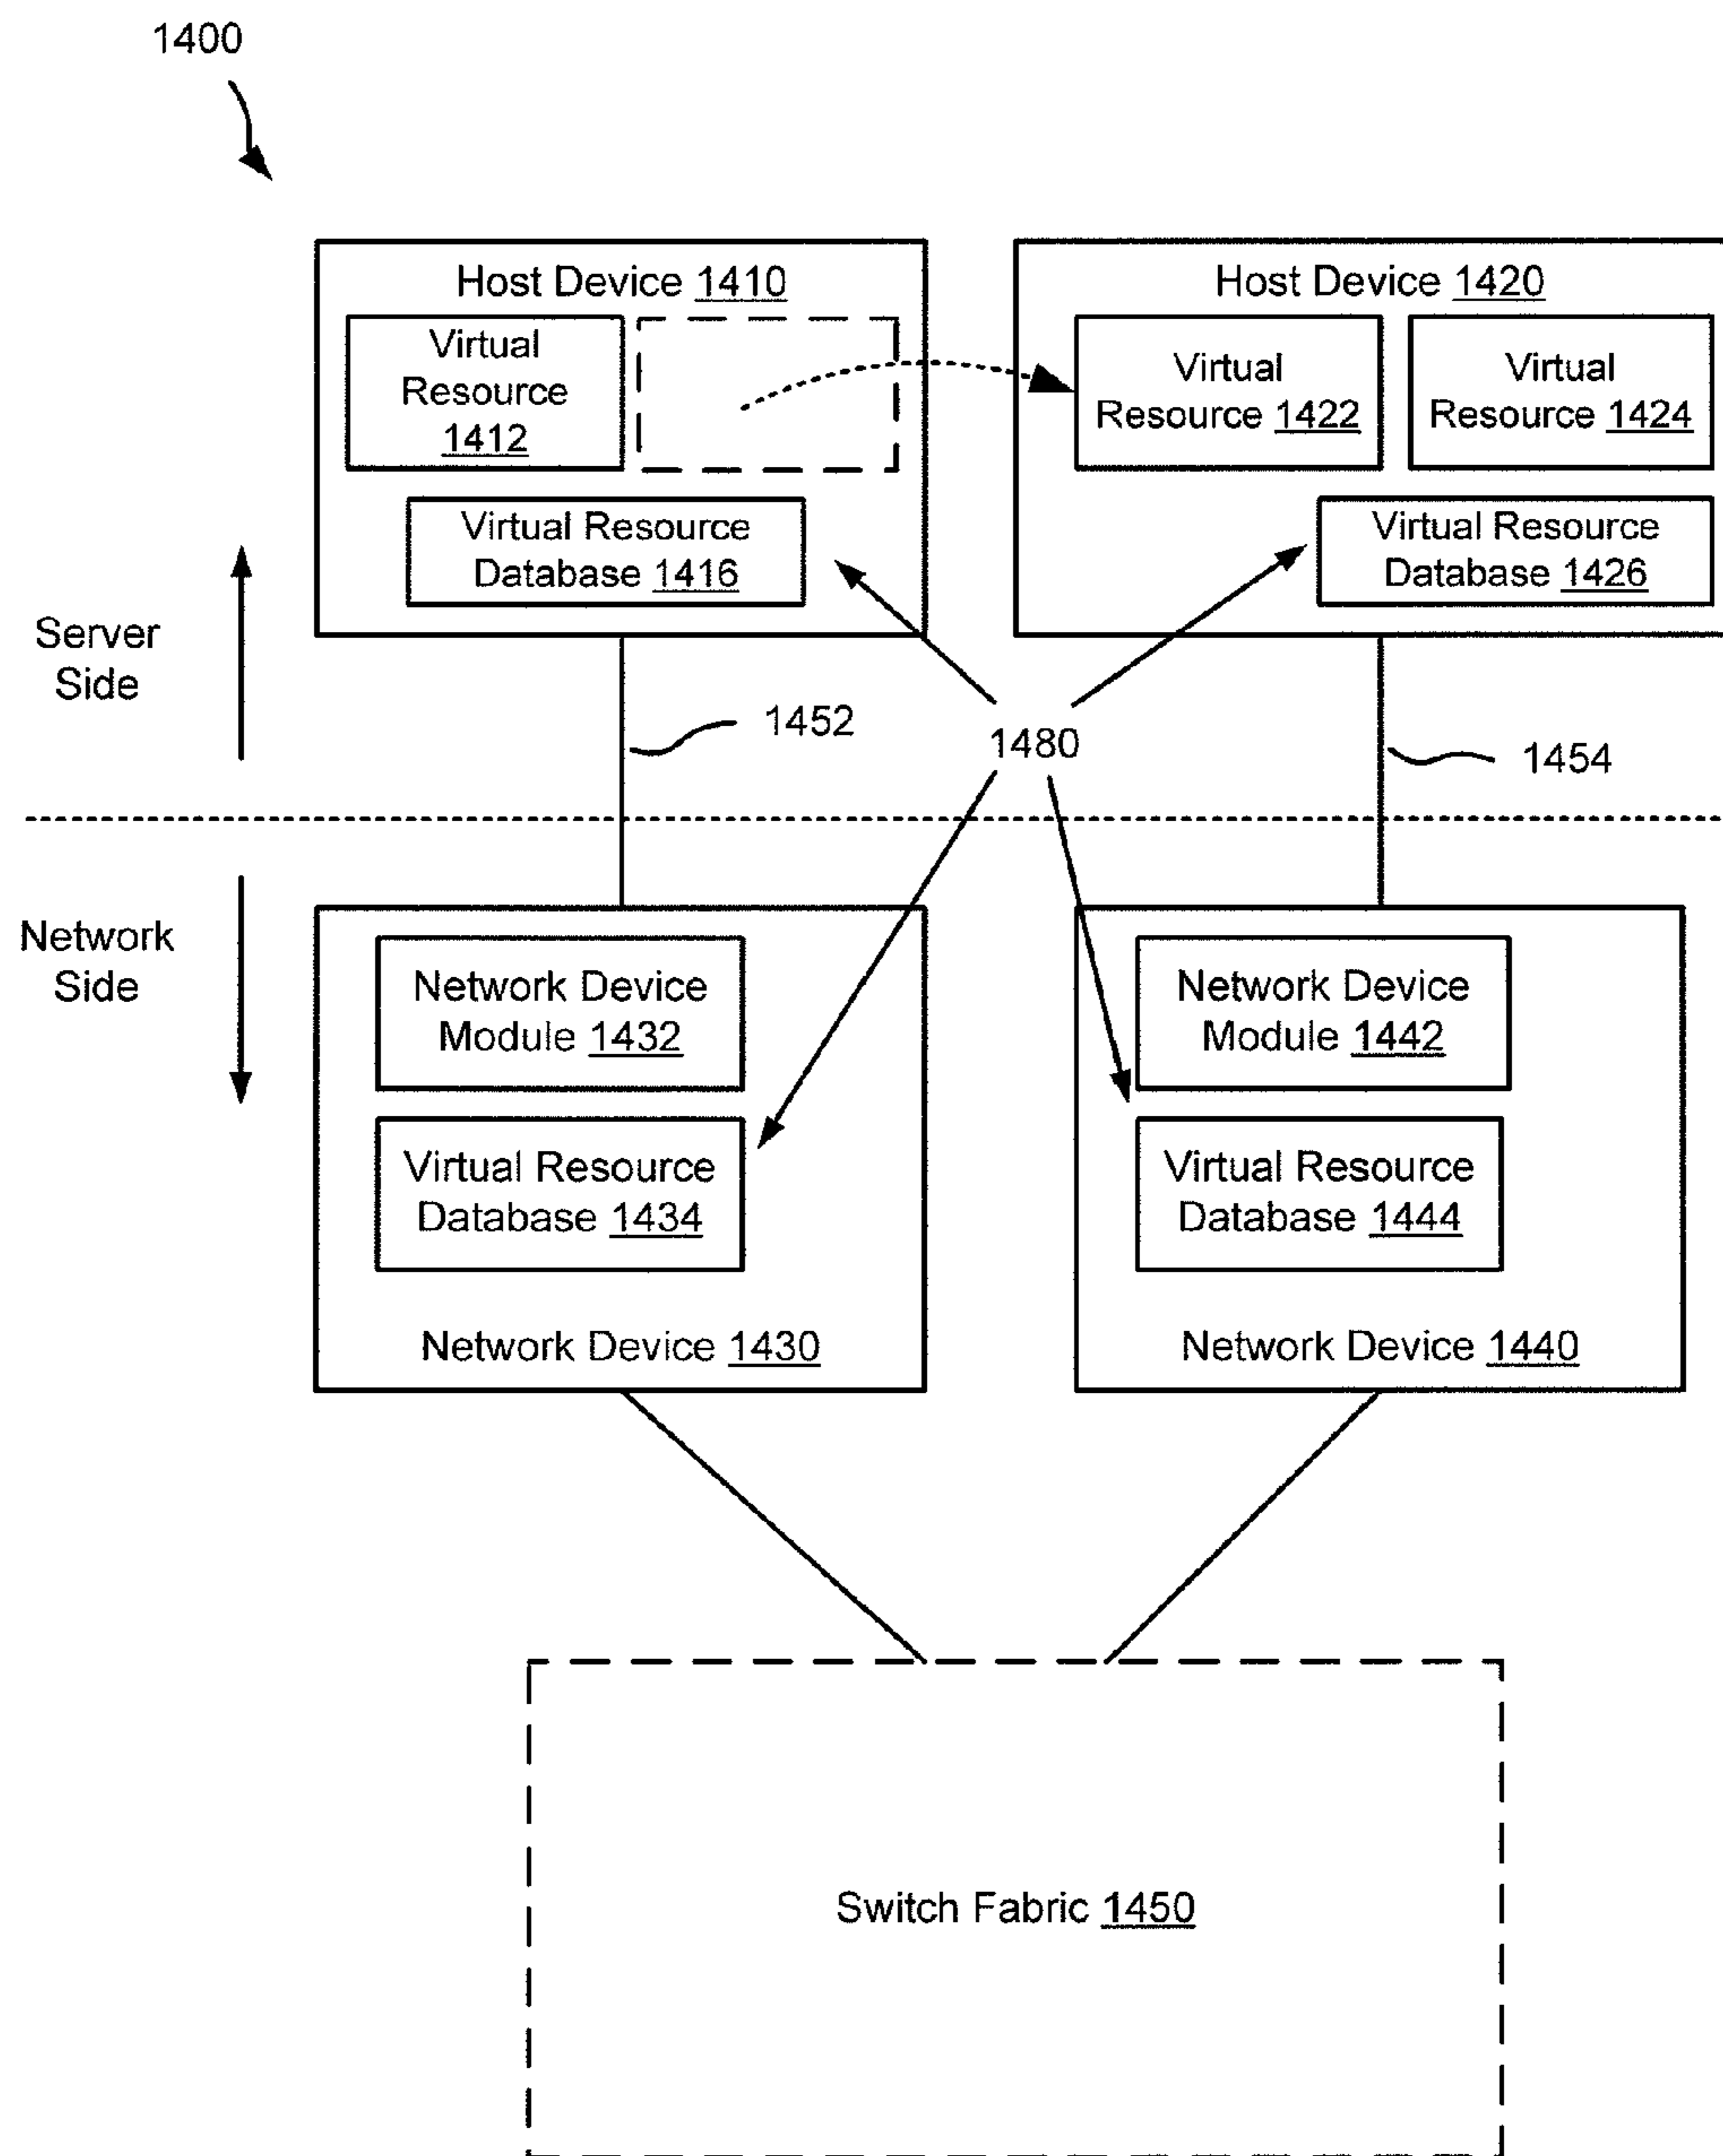 1400
Host Device 1410
Virtual
Resource
1412
Virtual Resource
Database 1416
Host Device 1420
Virtual
Resource 1422
Virtual
Resource 1424
Virtual Resource
Database 1426
Server
Side
1452
1480
1454
Network
Side
Network Device
Module 1432
Virtual Resource
Database 1434
Network Device 1430
Network Device
Module 1442
Virtual Resource
Database 1444
Network Device 1440
Switch Fabric 1450